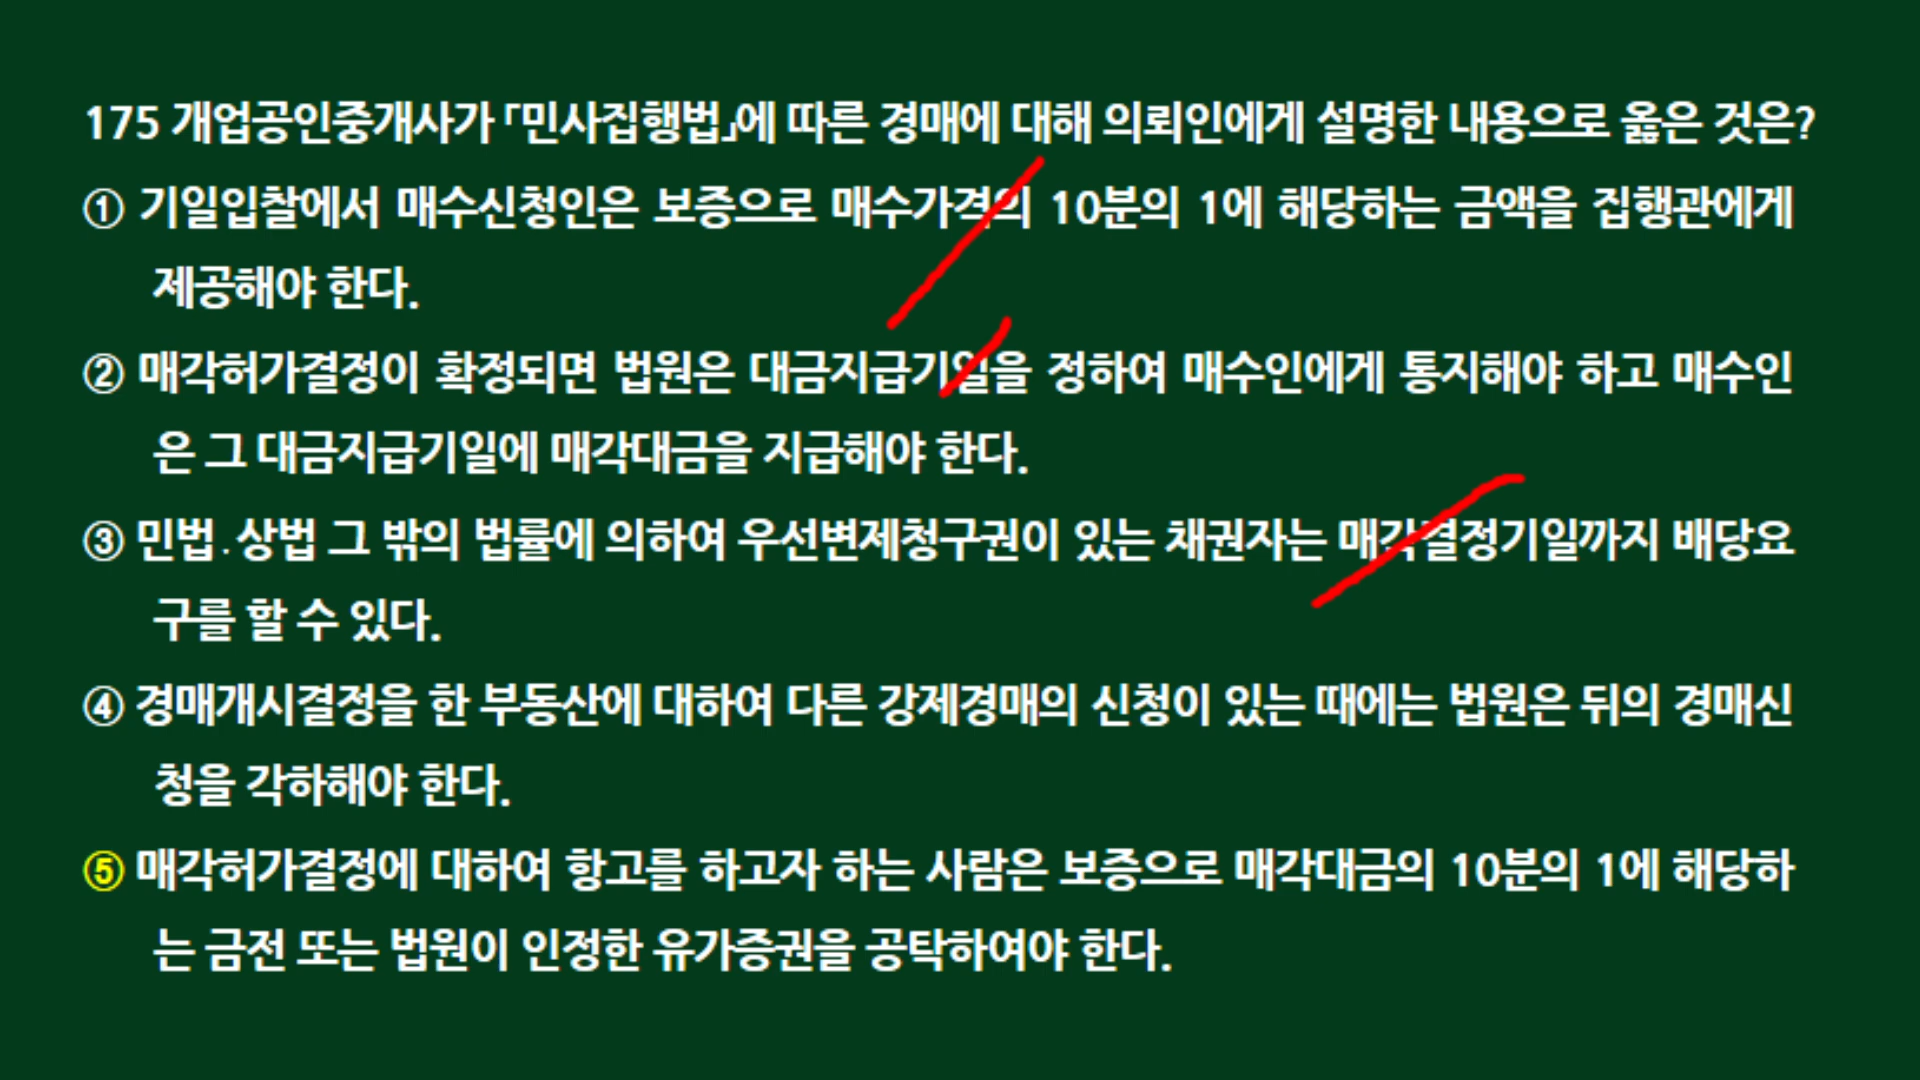 175 개업공인중개사가 「민사집행법」에 따른 경매에 대해 의뢰인에게 설명한 내용으로 옳은 것은?
① 기일입찰에서 매수신청인은 보증으로 매수가격의 10분의 1에 해당하는 금액을 집행관에게
제공해야 한다.
② 매각허가결정이 확정되면 법원은 대금지급기일을 정하여 매수인에게 통지해야 하고 매수인
은 그 대금지급기일에 매각대금을 지급해야 한다.
③ 민법·상법 그 밖의 법률에 의하여 우선변제청구권이 있는 채권자는 매각결정기일까지 배당요
구를 할 수 있다.
④ 경매개시결정을 한 부동산에 대하여 다른 강제경매의 신청이 있는 때에는 법원은 뒤의 경매신
청을 각하해야 한다.
⑤ 매각허가결정에 대하여 항고를 하고자 하는 사람은 보증으로 매각대금의 10분의 1에 해당하
는 금전 또는 법원이 인정한 유가증권을 공탁하여야 한다.